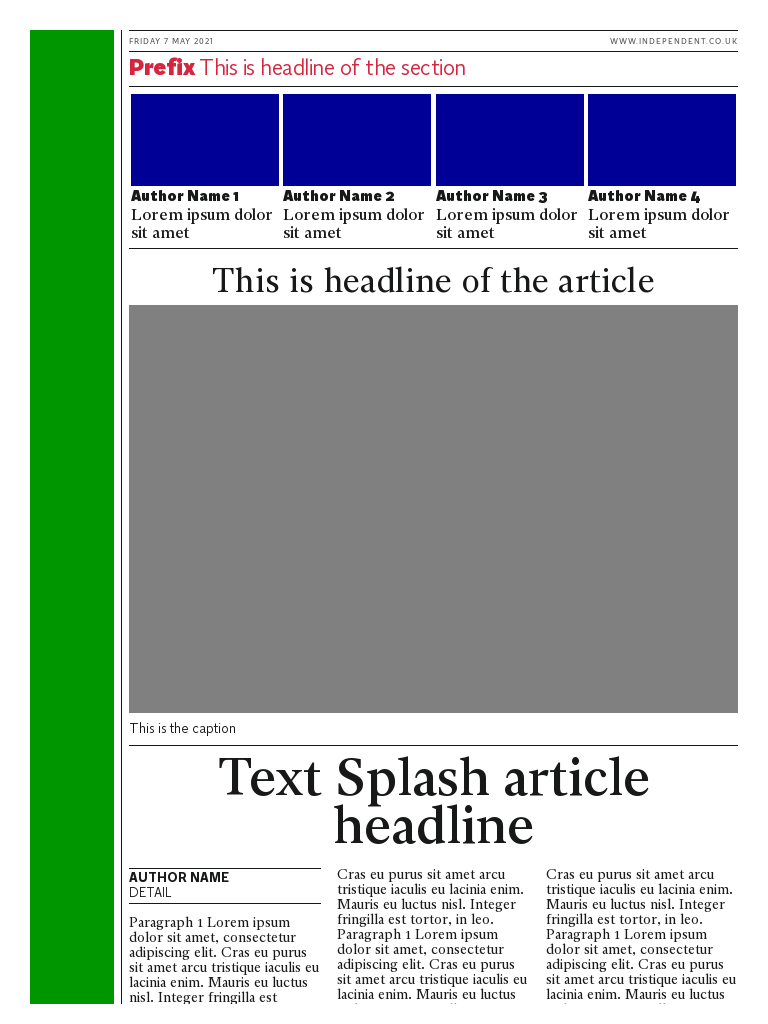 FRIDAY 7 MAY 2021
WWW.INDEPENDENT.CO.UK
Prefix This is headline of the section
Author Name 1
Lorem ipsum dolor
sit amet
Author Name 2
Lorem ipsum dolor
sit amet
Author Name 3
Lorem ipsum dolor
sit amet
Author Name 4
Lorem ipsum dolor
sit amet
This is headline of the article
This is the caption
Text Splash article
headline
AUTHOR NAME
DETAIL
Paragraph 1 Lorem ipsum
dolor sit amet, consectetur
adipiscing elit. Cras eu purus
sit amet arcu tristique iaculis eu
lacinia enim. Mauris eu luctus
nisl. Integer fringilla est
Cras eu purus sit amet arcu
tristique iaculis eu lacinia enim.
Mauris eu luctus nisl. Integer
fringilla est tortor, in leo.
Paragraph 1 Lorem ipsum
dolor sit amet, consectetur
adipiscing elit. Cras eu purus
sit amet arcu tristique iaculis eu
lacinia enim. Mauris eu luctus
Cras eu purus sit amet arcu
tristique iaculis eu lacinia enim.
Mauris eu luctus nisl. Integer
fringilla est tortor, in leo.
Paragraph 1 Lorem ipsum
dolor sit amet, consectetur
adipiscing elit. Cras eu purus
sit amet arcu tristique iaculis eu
lacinia enim. Mauris eu luctus